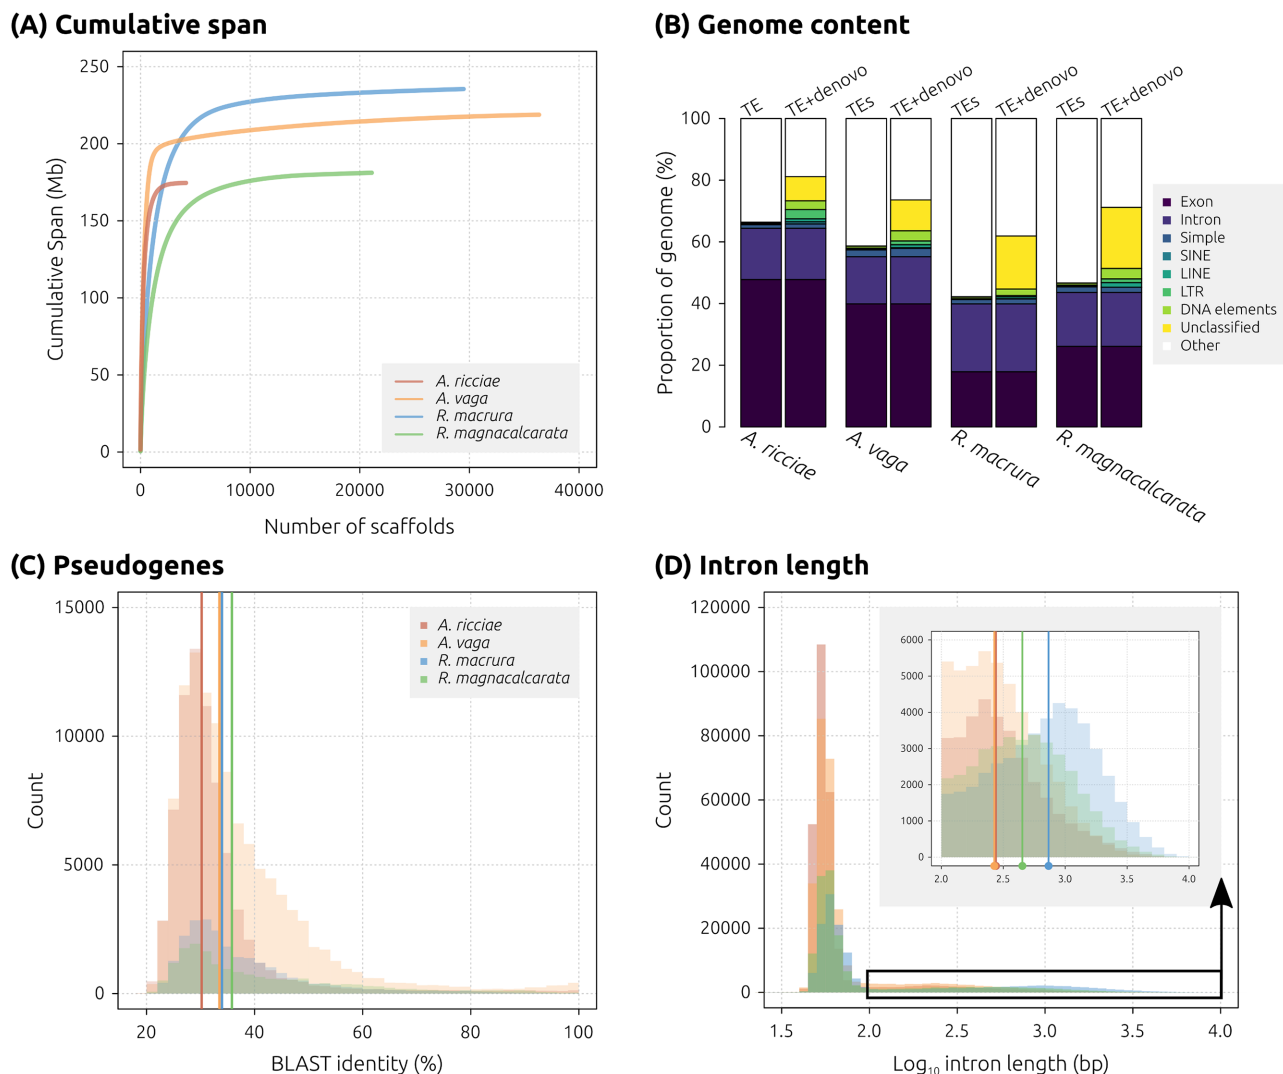 (A) Cumulative span
250
200
150
100
50
0
Cumulative Span (Mb)
A. ricciae
A. vaga
R. macrura
R. magnacalcarata
0 10000 20000 30000 40000
Number of scaffolds
(B) Genome content
TE TE+denovo TEs TE+denovo TEs TE+denovo TEs TE+denovo
100
80
60
40
20
0
Proportion of genome (%)
Exon
Intron
Simple
SINE
LINE
LTR
DNA elements
Unclassified
Other
A. ricciae A. vaga R. macrura R. magnacalcarata
(C) Pseudogenes
15000
10000
5000
0
Count
A. ricciae
A. vaga
R. macrura
R. magnacalcarata
20 40 60 80 100
BLAST identity (%)
(D) Intron length
120000
100000
80000
60000
40000
20000
0
Count
6000
5000
4000
3000
2000
1000
0
2.0 2.5 3.0 3.5 4.0
1.5 2.0 2.5 3.0 3.5 4.0
Log₁₀ intron length (bp)